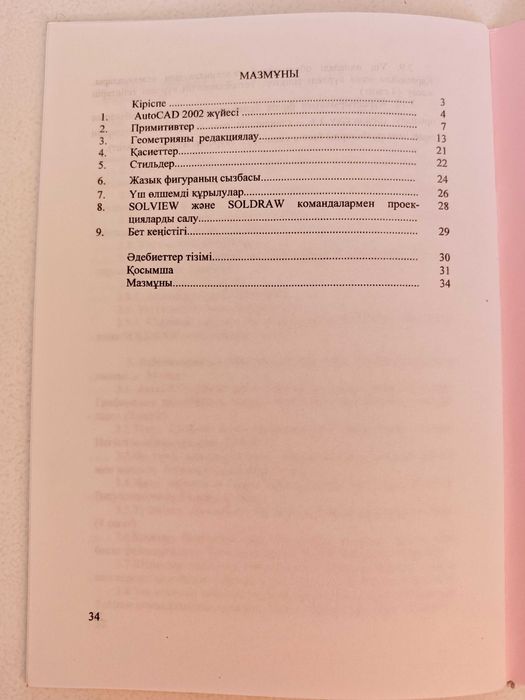 МАЗМҰНЫ
Кіріспе ........................................ 3
1. AutoCAD 2002 жүйесі ........................................ 4
2. Примитивтер ........................................ 7
3. Геометрияны редакциялау ........................................ 13
4. Қасиеттер ........................................ 21
5. Стильдер ........................................ 22
6. Жазық фигураның сызбасы ........................................ 24
7. Үш өлшемді құрылулар ........................................ 26
8. SOLVIEW және SOLDRAW командалармен проек- 28
цияларды салу ........................................
9. Бет кеңістігі ........................................ 29
Әдебиеттер тізімі ........................................ 30
Қосымша 31
Мазмұны ........................................ 34
34